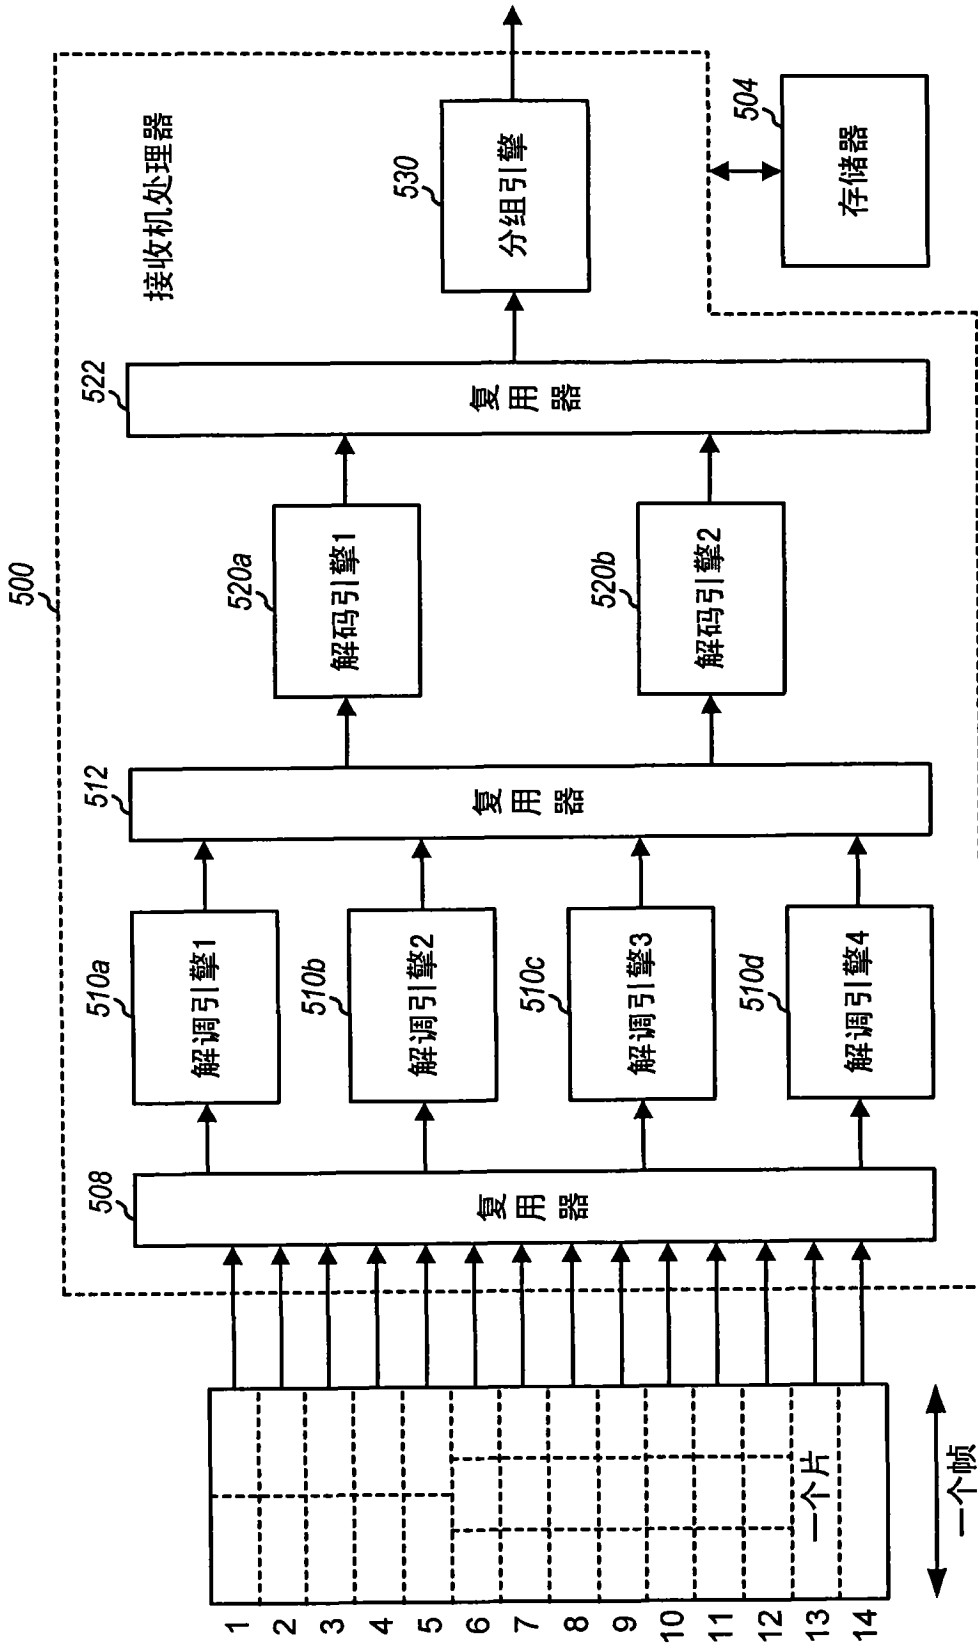 500
接收机处理器
508
复用器
510a
解调引擎1
510b
解调引擎2
510c
解调引擎3
510d
解调引擎4
512
复用器
520a
解码引擎1
520b
解码引擎2
522
复用器
530
分组引擎
504
存储器
1
2
3
4
5
6
7
8
9
10
11
12
13
14
一个片
一个帧